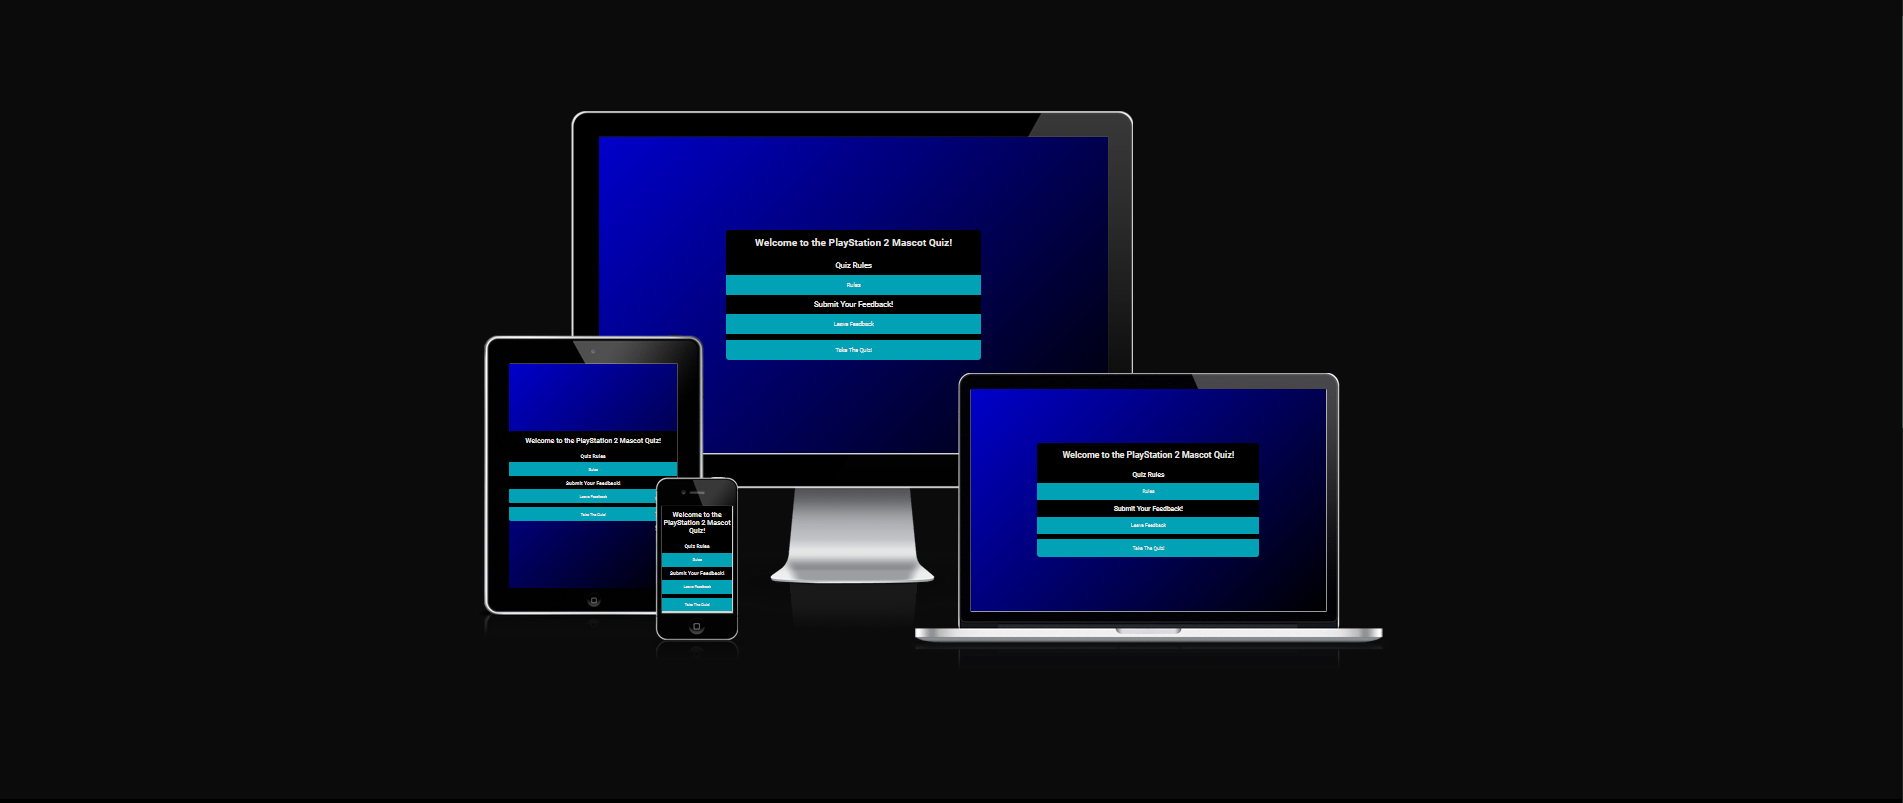 Welcome to the PlayStation 2 Mascot Quiz!
Quiz Rules
Rules
Submit Your Feedback!
Leave Feedback
Take The Quiz!
Welcome to the PlayStation 2 Mascot Quiz!
Quiz Rules
Rules
Submit Your Feedback!
Leave Feedback
Take The Quiz!
Welcome to the
PlayStation 2 Mascot
Quiz!
Quiz Rules
Rules
Submit Your Feedback!
Leave Feedback
Take The Quiz!
Welcome to the PlayStation 2 Mascot Quiz!
Quiz Rules
Rules
Submit Your Feedback!
Leave Feedback
Take The Quiz!